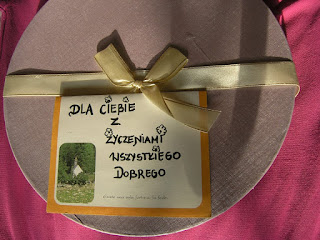 DLA CIEBIE
Z
ŻYCZENIAMI
WSZYSTKIEGO
DOBREGO